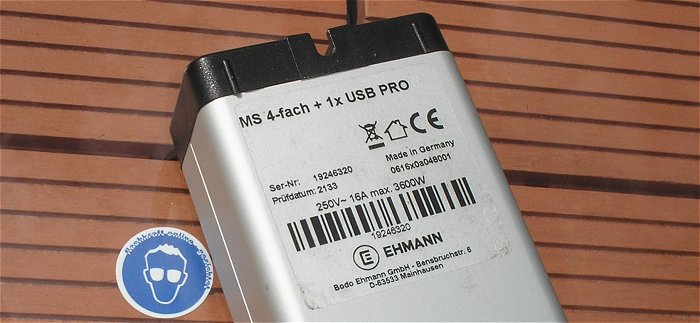 MS 4-fach + 1x USB PRO
CE
Ser-Nr: 19246320
Made in Germany
Prüfdatum: 2133
0616x0a048001
250V~ 16A max. 3600W
19246320
E EHMANN
Bodo Ehmann GmbH - Bensbruchstr. 6
D-63533 Mainhausen